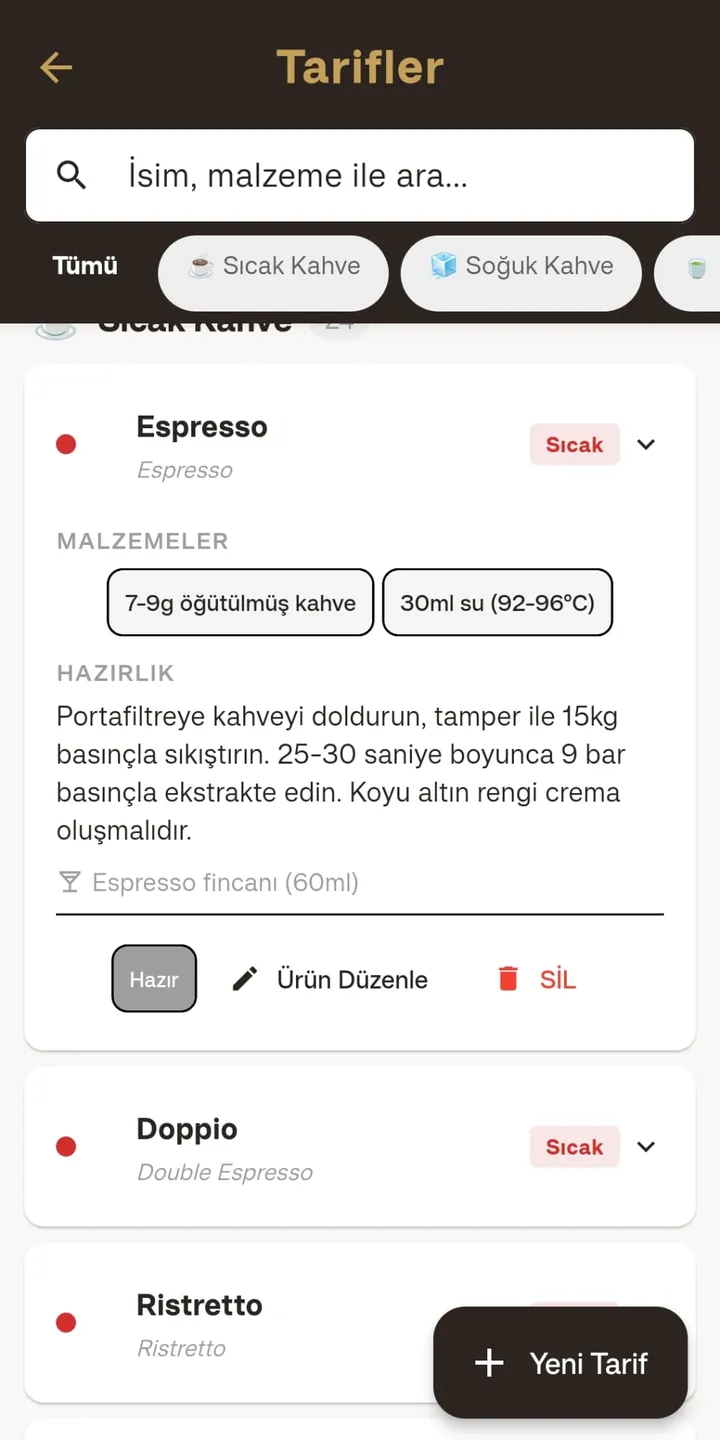 Tarifler
İsim, malzeme ile ara...
Tümü
Sıcak Kahve
Soğuk Kahve
Sıcak Kahve 24
Espresso
Espresso
Sıcak
MALZEMELER
7-9g öğütülmüş kahve
30ml su (92-96°C)
HAZIRLIK
Portafiltreye kahveyi doldurun, tamper ile 15kg
basınçla sıkıştırın. 25-30 saniye boyunca 9 bar
basınçla ekstrakte edin. Koyu altın rengi crema
oluşmalıdır.
Espresso fincanı (60ml)
Hazır
Ürün Düzenle
SİL
Doppio
Double Espresso
Sıcak
Ristretto
Ristretto
Yeni Tarif